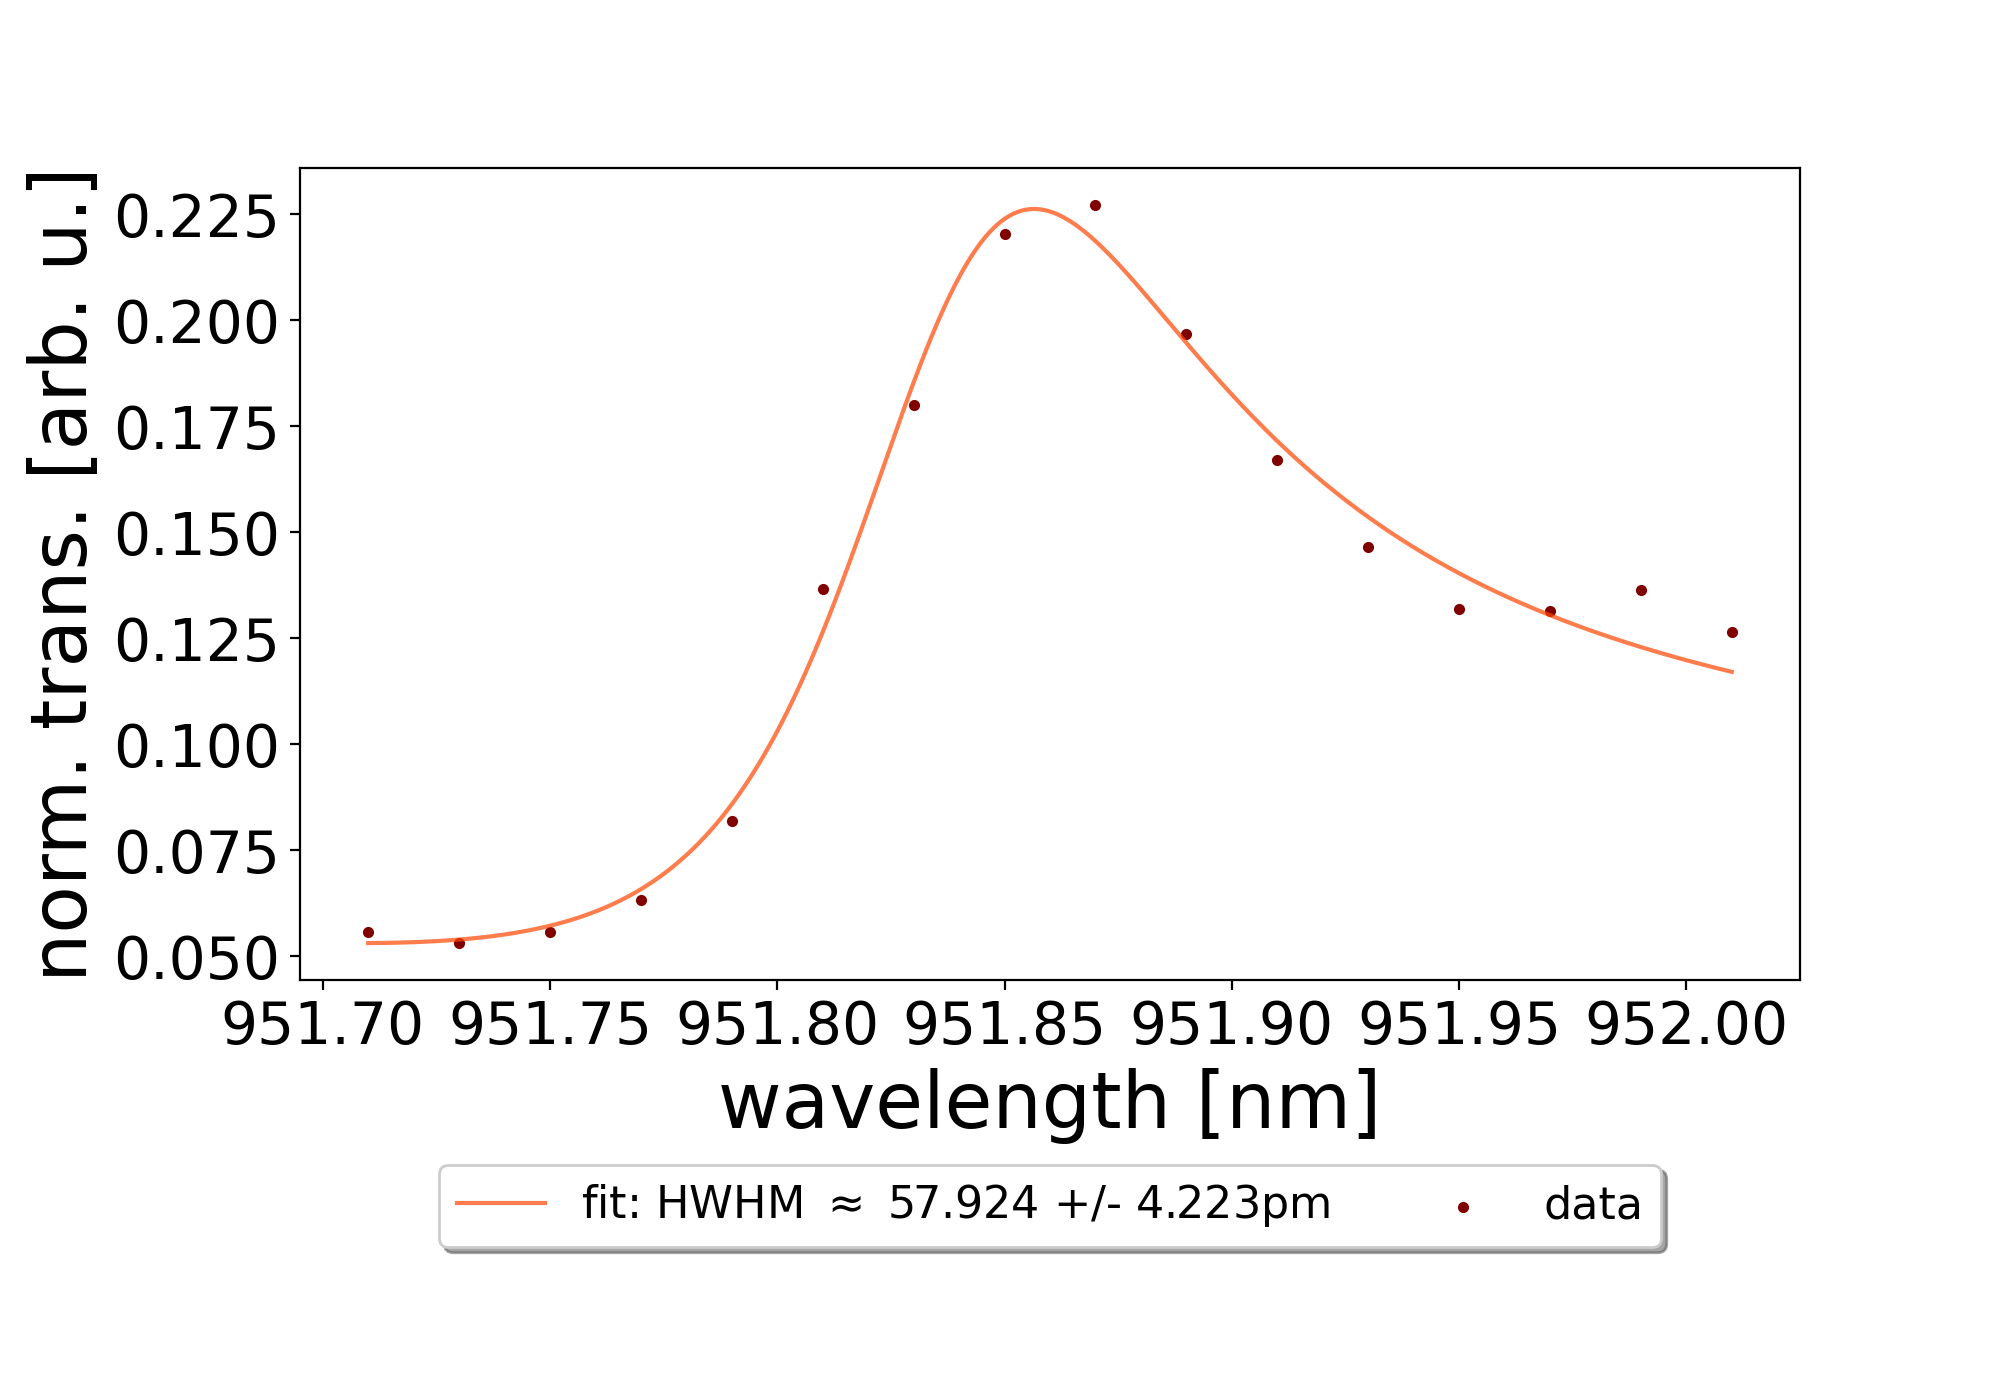 norm. trans. [arb. u.]
0.225
0.200
0.175
0.150
0.125
0.100
0.075
0.050
951.70 951.75 951.80 951.85 951.90 951.95 952.00
wavelength [nm]
fit: HWHM ≈ 57.924 +/- 4.223pm data